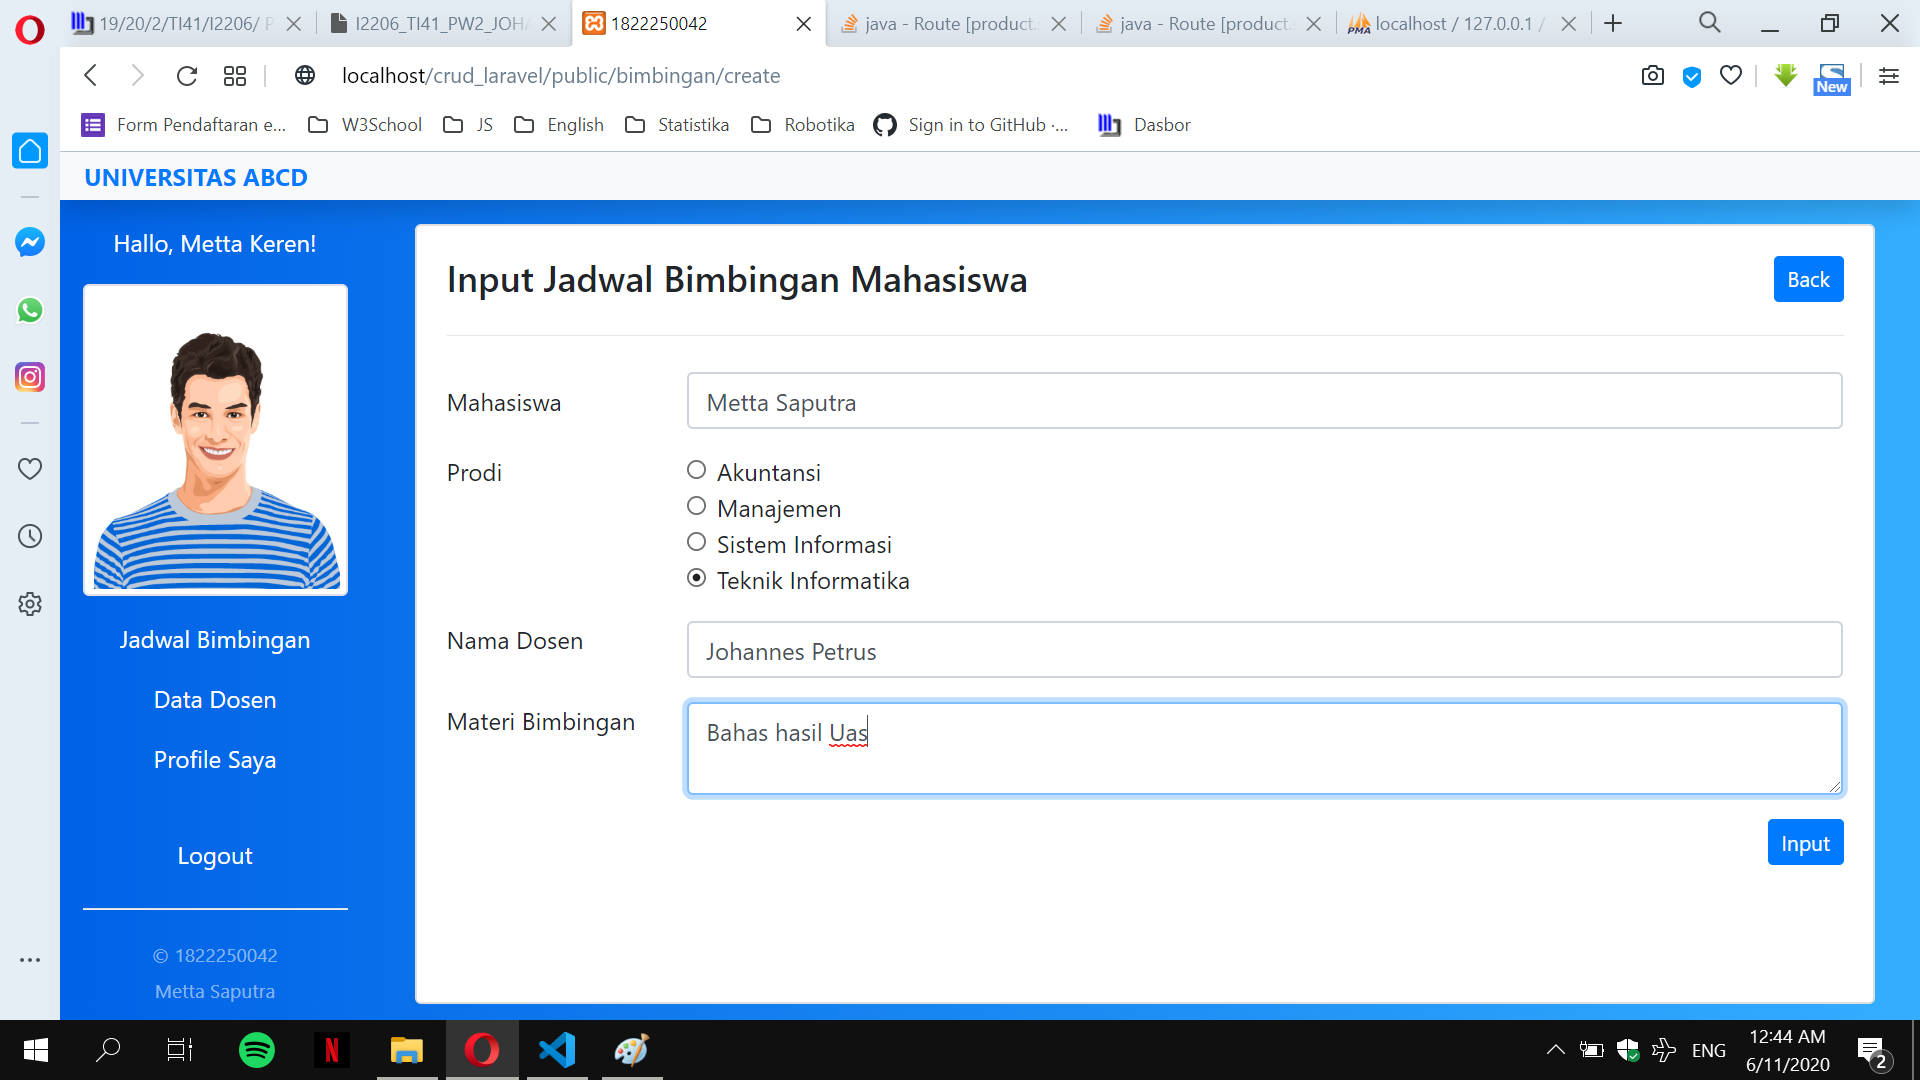 19/20/2/TI41/I2206/ P
I2206_TI41_PW2_JOHA
1822250042
java - Route [product.s
java - Route [product.
localhost / 127.0.0.1 /
localhost/crud_laravel/public/bimbingan/create
New
Form Pendaftaran e...
W3School
JS
English
Statistika
Robotika
Sign in to GitHub ·...
Dasbor
UNIVERSITAS ABCD
Hallo, Metta Keren!
Jadwal Bimbingan
Data Dosen
Profile Saya
Logout
© 1822250042
Metta Saputra
Input Jadwal Bimbingan Mahasiswa
Back
Mahasiswa
Metta Saputra
Prodi
Akuntansi
Manajemen
Sistem Informasi
Teknik Informatika
Nama Dosen
Johannes Petrus
Materi Bimbingan
Bahas hasil Uas
Input
ENG
12:44 AM
6/11/2020
2